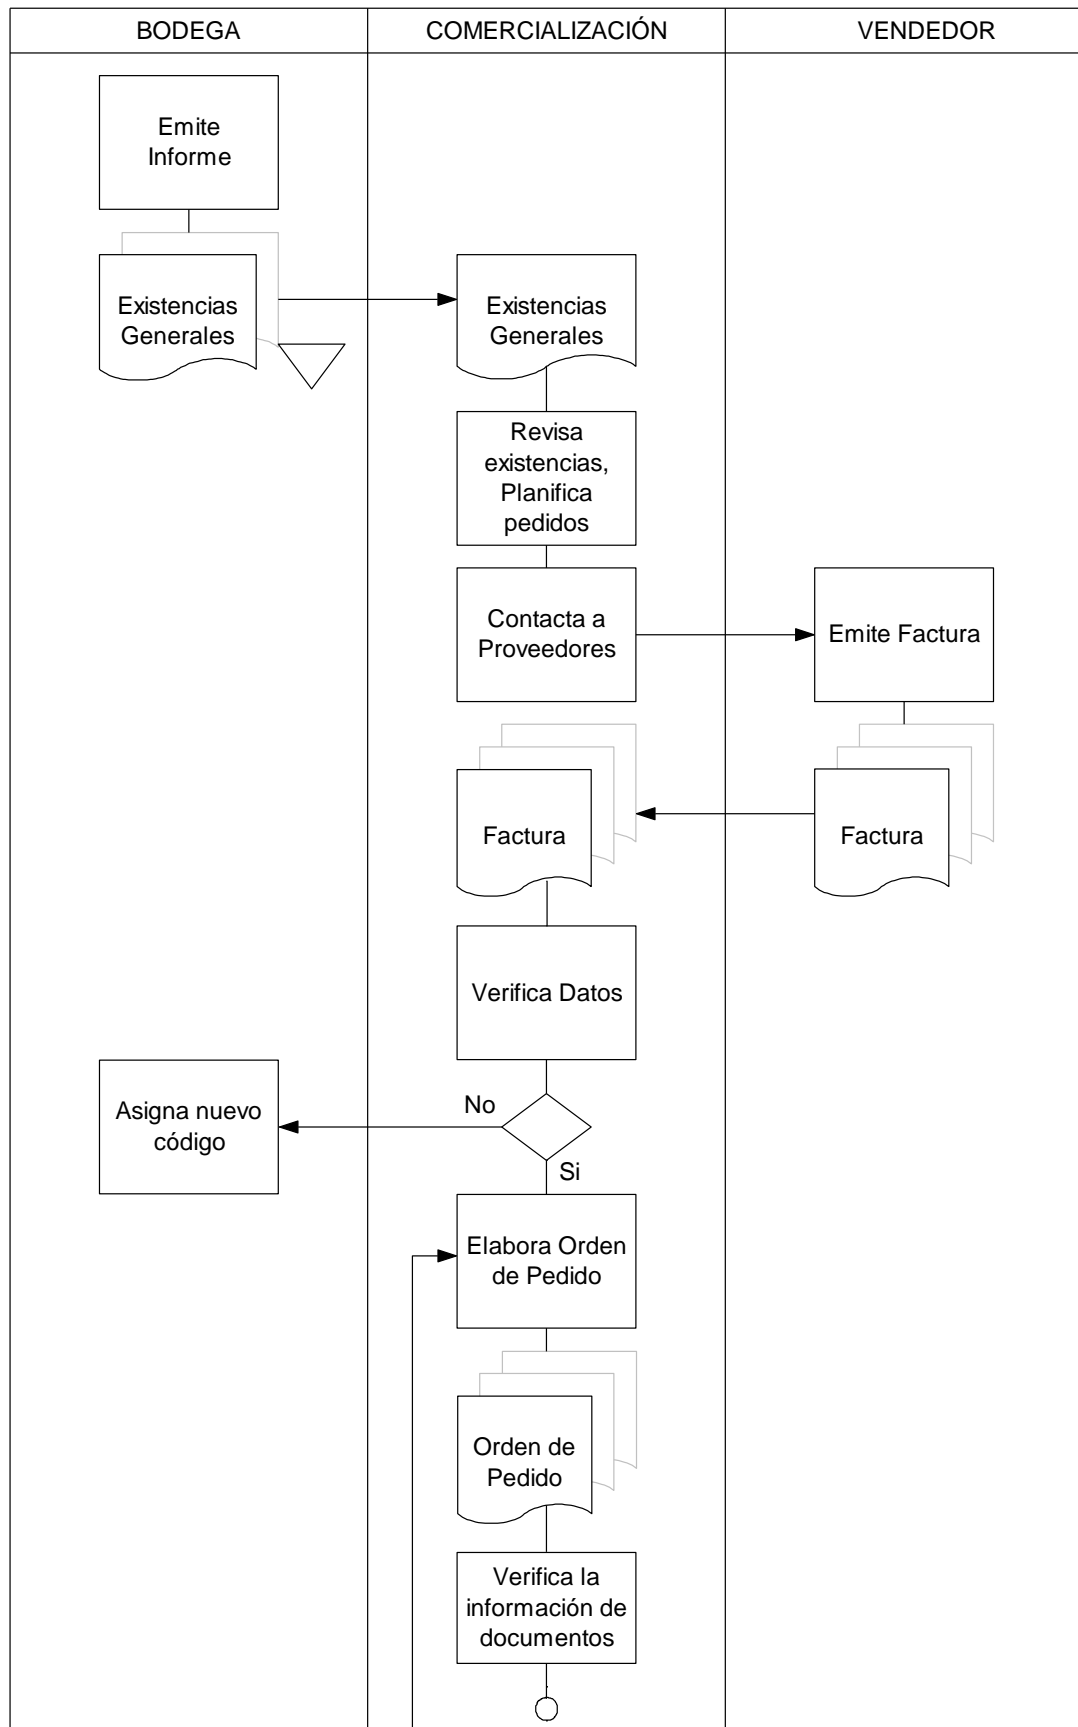 BODEGA
COMERCIALIZACIÓN
VENDEDOR
Emite
Informe
Existencias
Generales
Existencias
Generales
Revisa
existencias,
Planifica
pedidos
Contacta a
Proveedores
Emite Factura
Factura
Factura
Verifica Datos
No
Asigna nuevo
código
Si
Elabora Orden
de Pedido
Orden de
Pedido
Verifica la
información de
documentos